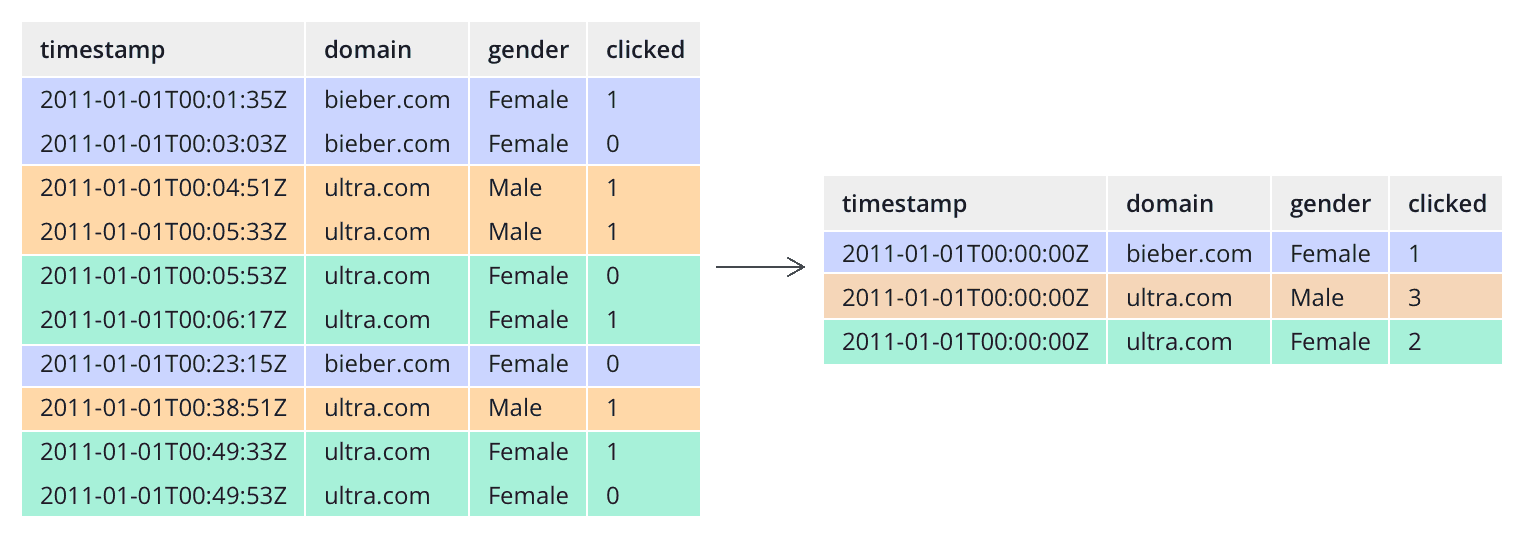 timestamp domain gender clicked
2011-01-01T00:01:35Z bieber.com Female 1
2011-01-01T00:03:03Z bieber.com Female 0
2011-01-01T00:04:51Z ultra.com Male 1
2011-01-01T00:05:33Z ultra.com Male 1
2011-01-01T00:05:53Z ultra.com Female 0
2011-01-01T00:06:17Z ultra.com Female 1
2011-01-01T00:23:15Z bieber.com Female 0
2011-01-01T00:38:51Z ultra.com Male 1
2011-01-01T00:49:33Z ultra.com Female 1
2011-01-01T00:49:53Z ultra.com Female 0
timestamp domain gender clicked
2011-01-01T00:00:00Z bieber.com Female 1
2011-01-01T00:00:00Z ultra.com Male 3
2011-01-01T00:00:00Z ultra.com Female 2